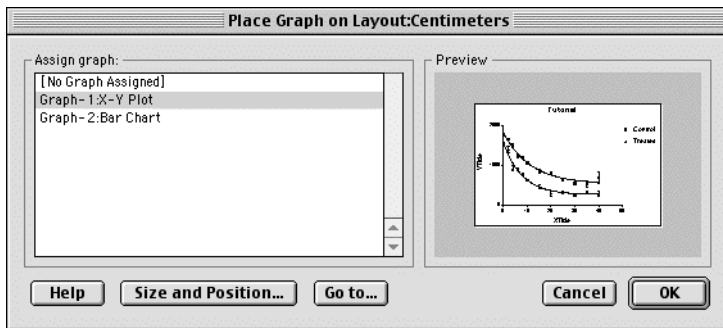 Place Graph on Layout:Centimeters
Assign graph:
[No Graph Assigned]
Graph-1:X-Y Plot
Graph-2:Bar Chart
Preview
Tutorial
Control
Treated
XTitle
Help
Size and Position...
Go to...
Cancel
OK